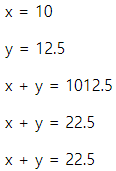 x = 10
y = 12.5
x + y = 1012.5
x + y = 22.5
x + y = 22.5